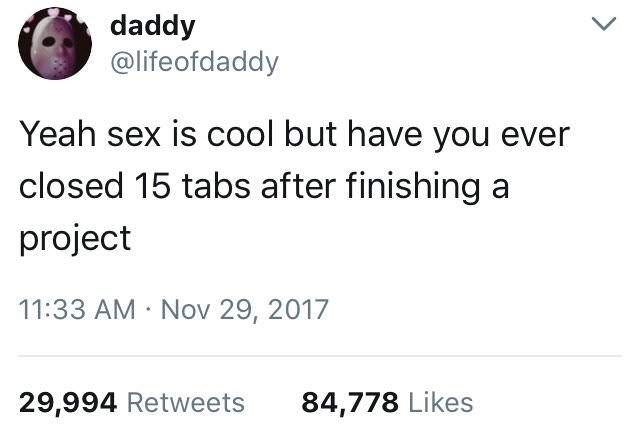 daddy
@lifeofdaddy
Yeah sex is cool but have you ever
closed 15 tabs after finishing a
project
11:33 AM · Nov 29, 2017
29,994 Retweets 84,778 Likes